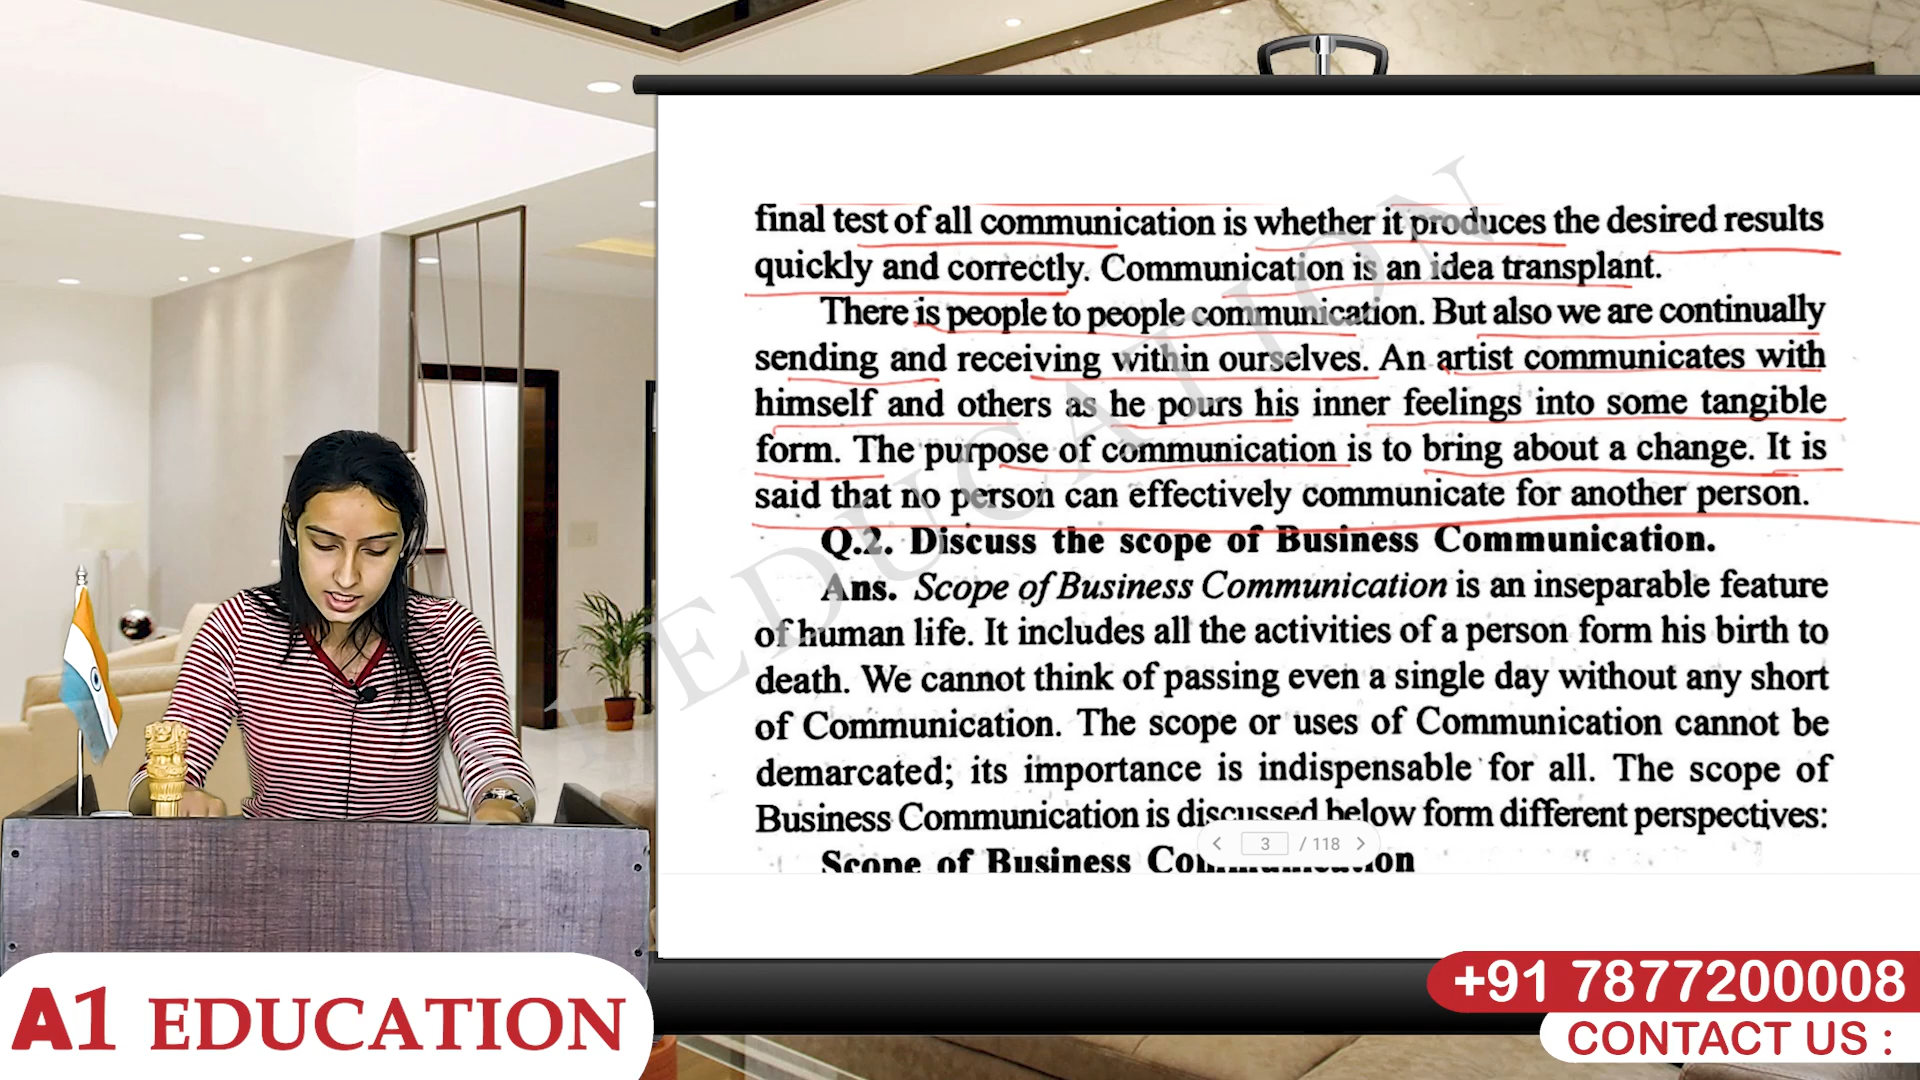 final test of all communication is whether it produces the desired results
quickly and correctly. Communication is an idea transplant.
There is people to people communication. But also we are continually
sending and receiving within ourselves. An artist communicates with
himself and others as he pours his inner feelings into some tangible
form. The purpose of communication is to bring about a change. It is
said that no person can effectively communicate for another person.
Q.2. Discuss the scope of Business Communication.
Ans. Scope of Business Communication is an inseparable feature
of human life. It includes all the activities of a person form his birth to
death. We cannot think of passing even a single day without any short
of Communication. The scope or uses of Communication cannot be
demarcated; its importance is indispensable for all. The scope of
Business Communication is discussed below form different perspectives:
3 / 118
Scope of Business Communication
EDUCATION
A1 EDUCATION
+91 7877200008
CONTACT US :